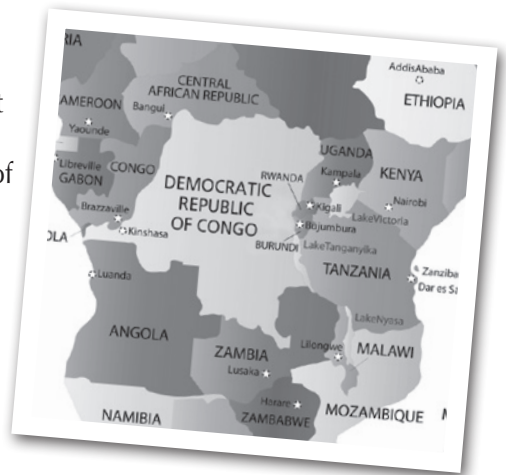 t
of
RIA
AddisAbaba
ETHIOPIA
CENTRAL
AFRICAN REPUBLIC
AMEROON
Bangui
Yaounde
UGANDA
KENYA
Kampala
Libreville
GABON
CONGO
RWANDA
DEMOCRATIC
REPUBLIC
OF CONGO
Kigali
Nairobi
LakeVictoria
Bujumbura
Brazzaville
Kinshasa
OLA
BURUNDI
LakeTanganyika
TANZANIA
Zanziba
Dar es Sa
Luanda
LakeNyasa
ANGOLA
Lilongwe
MALAWI
ZAMBIA
Lusaka
Harare
ZIMBABWE
MOZAMBIQUE
NAMIBIA